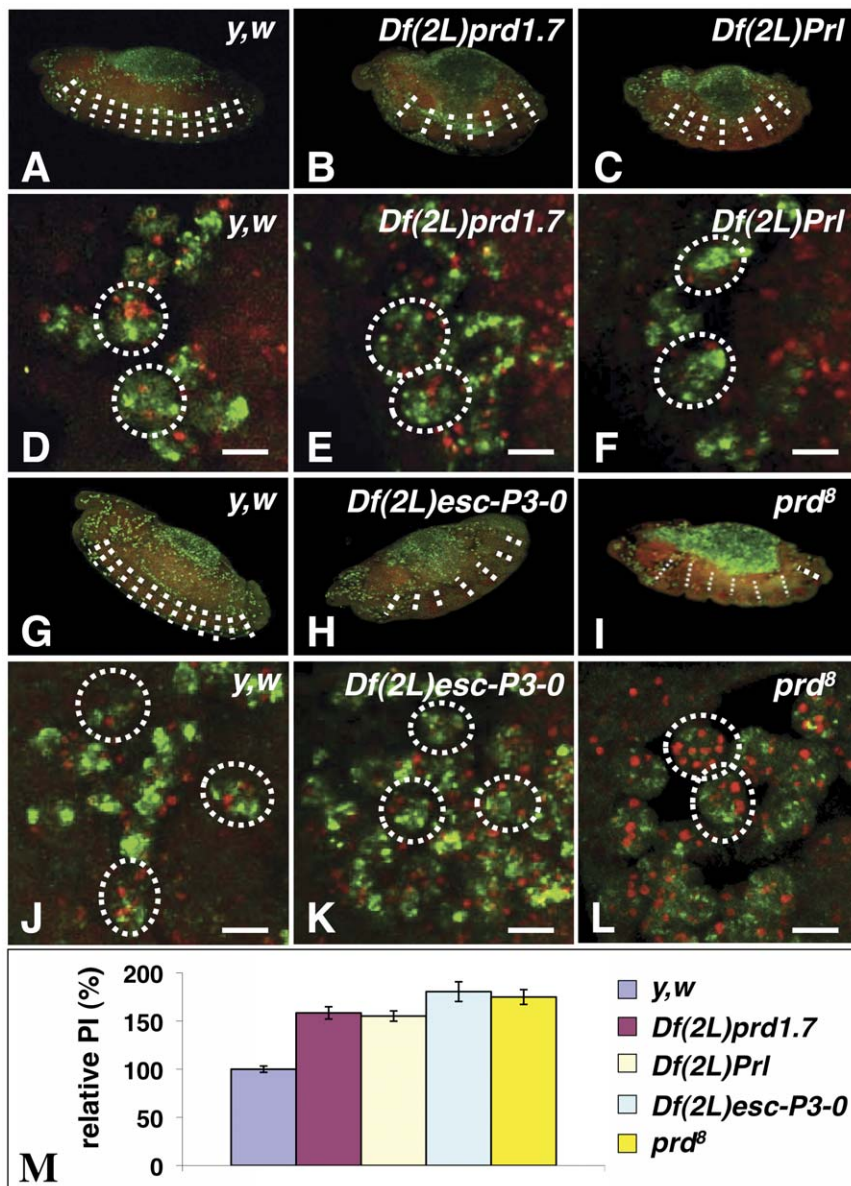 y,w
Df(2L)prd1.7
Df(2L)Prl
A
B
C
y,w
Df(2L)prd1.7
Df(2L)Prl
D
E
F
y,w
Df(2L)esc-P3-0
prd⁸
G
H
I
y,w
Df(2L)esc-P3-0
prd⁸
J
K
L
relative PI (%)
200
150
100
50
0
y,w
Df(2L)prd1.7
Df(2L)Prl
Df(2L)esc-P3-0
prd⁸
M